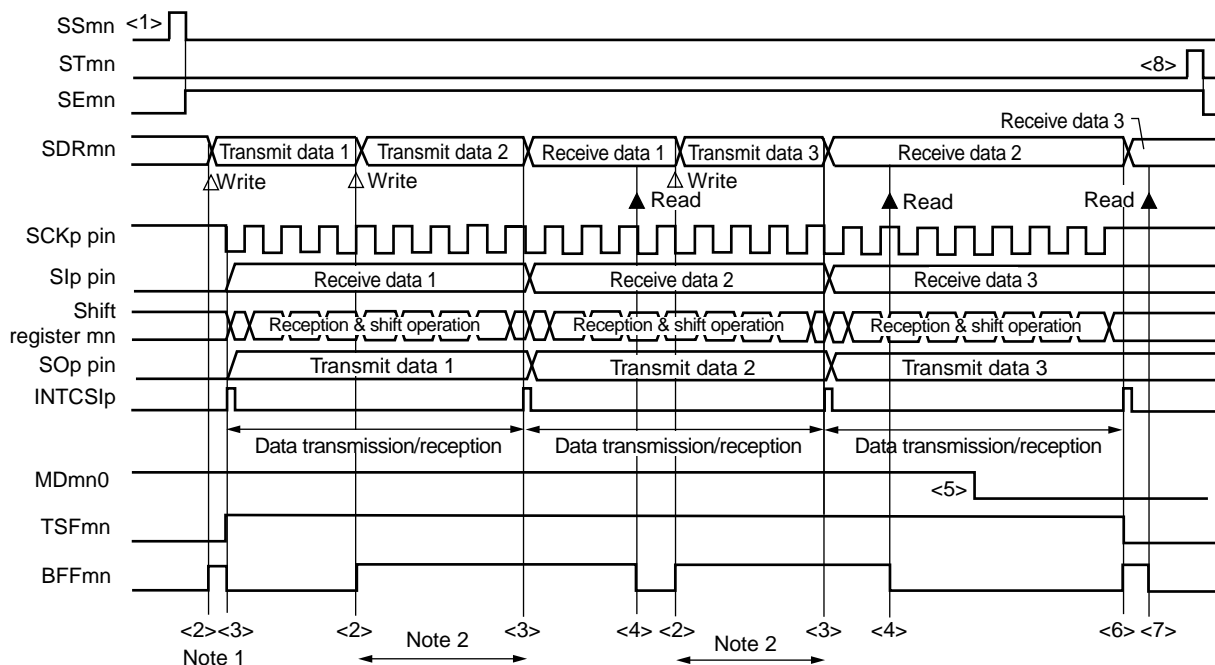 SSmn <1>
STmn <8>
SEmn
Receive data 3
SDRmn Transmit data 1 Transmit data 2 Receive data 1 Transmit data 3 Receive data 2
Write Write Read Write Read Read
SCKp pin
SIp pin Receive data 1 Receive data 2 Receive data 3
Shift
register mn Reception & shift operation Reception & shift operation Reception & shift operation
SOp pin Transmit data 1 Transmit data 2 Transmit data 3
INTCSIp
Data transmission/reception Data transmission/reception Data transmission/reception
MDmn0 <5>
TSFmn
BFFmn
<2> <3> <2> <3> <4> <2> <3> <4> <6> <7>
Note 1 Note 2 Note 2